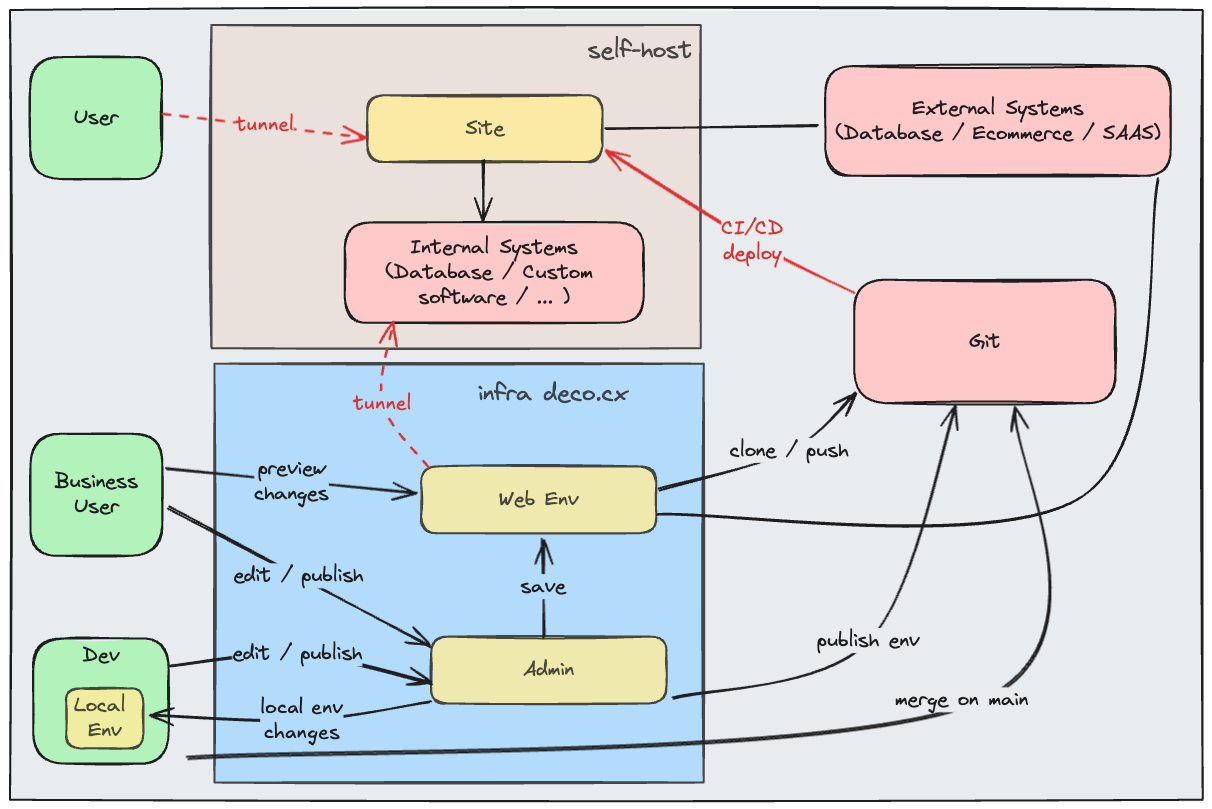 self-host
User
tunnel
Site
External Systems
(Database / Ecommerce / SAAS)
CI/CD
deploy
Internal Systems
(Database / Custom
software / ... )
Git
infra deco.cx
tunnel
clone / push
Business
User
preview
changes
Web Env
edit / publish
save
Dev
edit / publish
Admin
publish env
Local
Env
local env
changes
merge on main